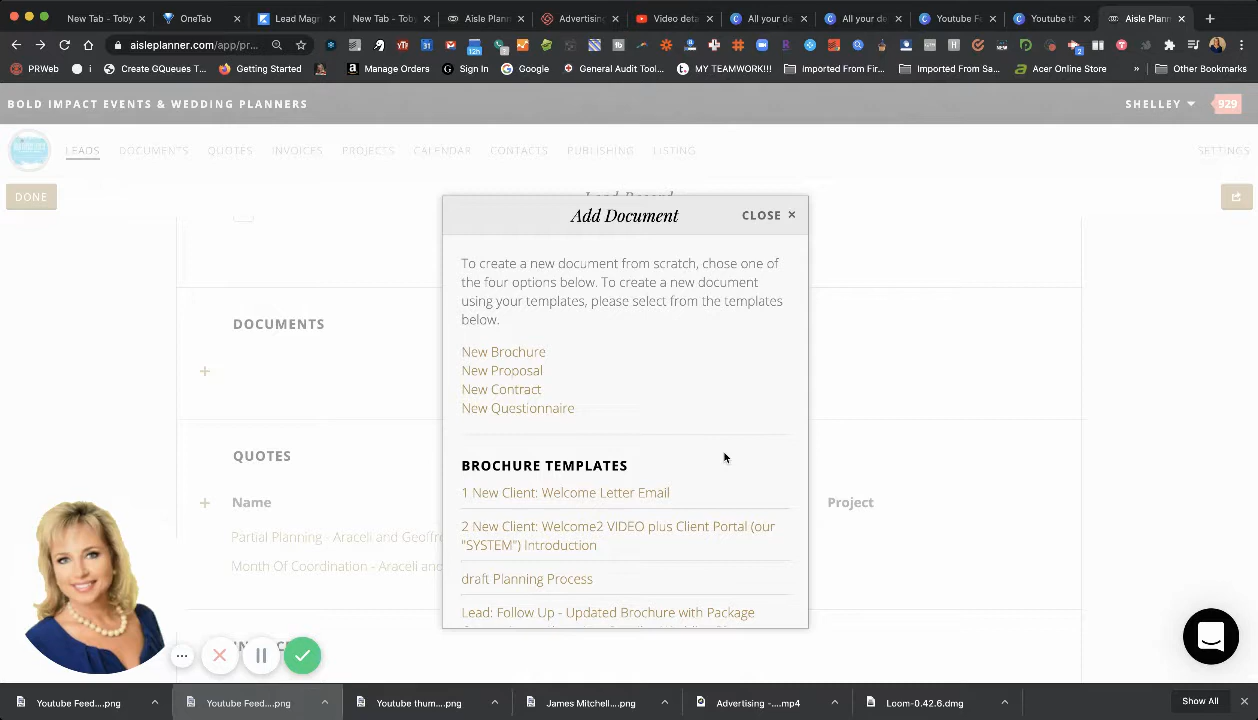 New Tab - Toby
OneTab
Lead Magn
New Tab - Toby
Aisle Plann
Advertising
Video deta
All your de
All your de
Youtube F
Youtube th
Aisle Plann
aisleplanner.com/app/pr...
PRWeb
i
Create GQueues T...
Getting Started
Manage Orders
Sign In
Google
General Audit Tool...
MY TEAMWORK!!!
Imported From Fir...
Imported From Sa...
Acer Online Store
»
Other Bookmarks
BOLD IMPACT EVENTS & WEDDING PLANNERS
SHELLEY
929
LEADS
DOCUMENTS
QUOTES
INVOICES
PROJECTS
CALENDAR
CONTACTS
PUBLISHING
LISTING
SETTINGS
DONE
Lead Record
Add Document
CLOSE ×
To create a new document from scratch, chose one of
the four options below. To create a new document
using your templates, please select from the templates
below.
New Brochure
New Proposal
New Contract
New Questionnaire
BROCHURE TEMPLATES
1 New Client: Welcome Letter Email
2 New Client: Welcome2 VIDEO plus Client Portal (our
"SYSTEM") Introduction
draft Planning Process
Lead: Follow Up - Updated Brochure with Package
DOCUMENTS
+
QUOTES
+ Name
Project
Partial Planning - Araceli and Geoffr
Month Of Coordination - Araceli and
Youtube Feed....png
Youtube Feed....png
Youtube thum....png
James Mitchell....png
Advertising -....mp4
Loom-0.42.6.dmg
Show All